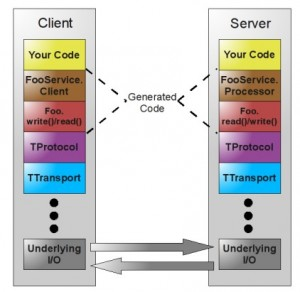 Client
Your Code
FooService.
Client
Foo.
write()/read()
TProtocol
TTransport
Underlying
I/O
Generated
Code
Server
Your Code
FooService.
Processor
Foo.
read()/write()
TProtocol
TTransport
Underlying
I/O